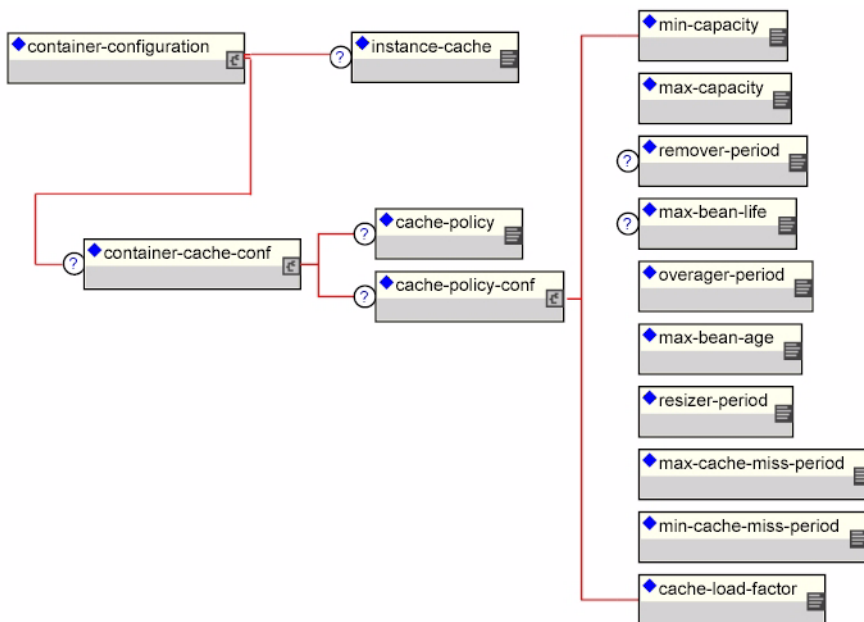 container-configuration
instance-cache
container-cache-conf
cache-policy
cache-policy-conf
min-capacity
max-capacity
remover-period
max-bean-life
overager-period
max-bean-age
resizer-period
max-cache-miss-period
min-cache-miss-period
cache-load-factor
?
?
?
?
?
?